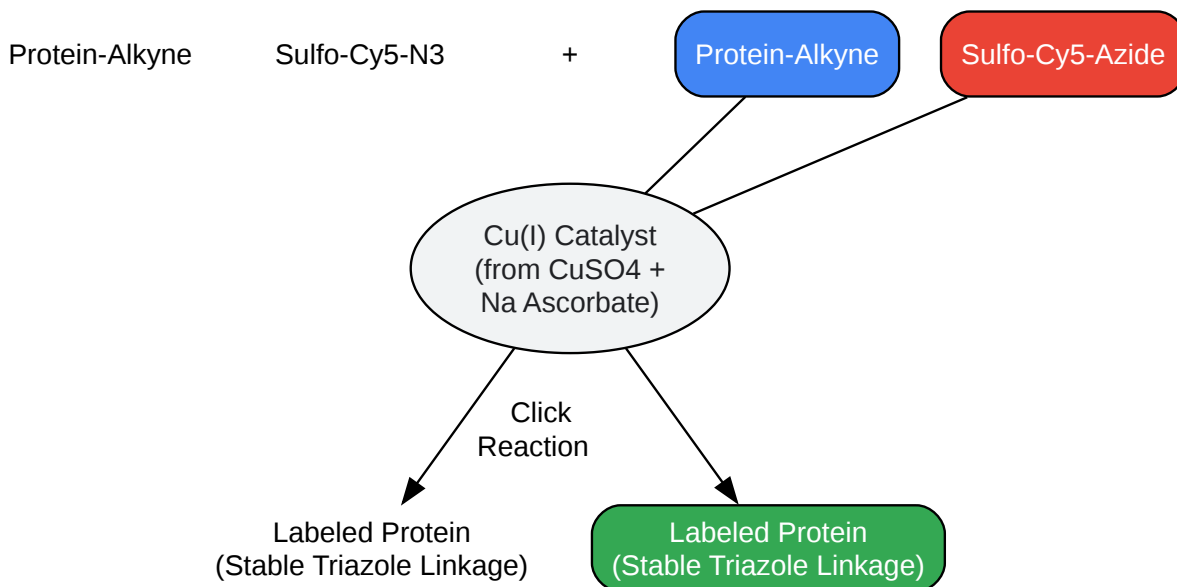 Protein-Alkyne
Sulfo-Cy5-N3
+
Protein-Alkyne
Sulfo-Cy5-Azide
Cu(I) Catalyst
(from CuSO4 +
Na Ascorbate)
Click
Reaction
Labeled Protein
(Stable Triazole Linkage)
Labeled Protein
(Stable Triazole Linkage)